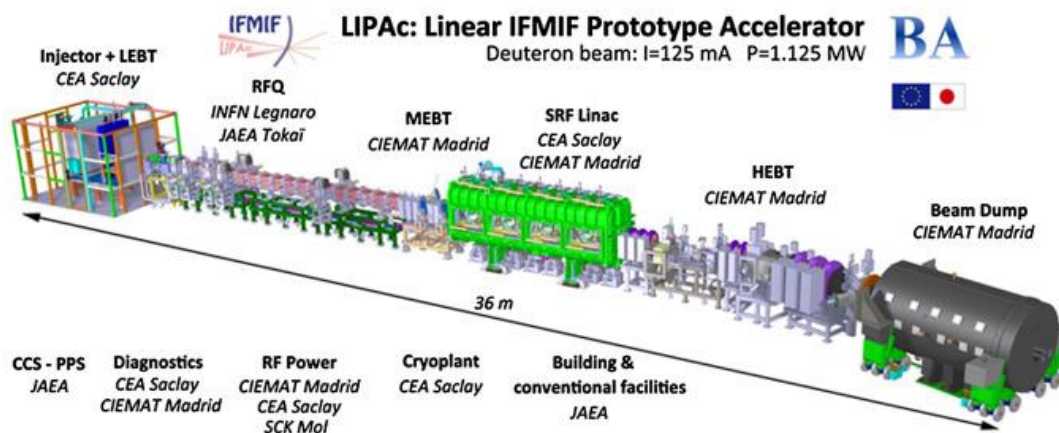 IFMIF
LIPAc
LIPAc: Linear IFMIF Prototype Accelerator
Deuteron beam: I=125 mA P=1.125 MW
BA
Injector + LEBT
CEA Saclay
RFQ
INFN Legnaro
JAEA Tokaï
MEBT
CIEMAT Madrid
SRF Linac
CEA Saclay
CIEMAT Madrid
HEBT
CIEMAT Madrid
Beam Dump
CIEMAT Madrid
36 m
CCS - PPS
JAEA
Diagnostics
CEA Saclay
CIEMAT Madrid
RF Power
CIEMAT Madrid
CEA Saclay
SCK Mol
Cryoplant
CEA Saclay
Building &
conventional facilities
JAEA